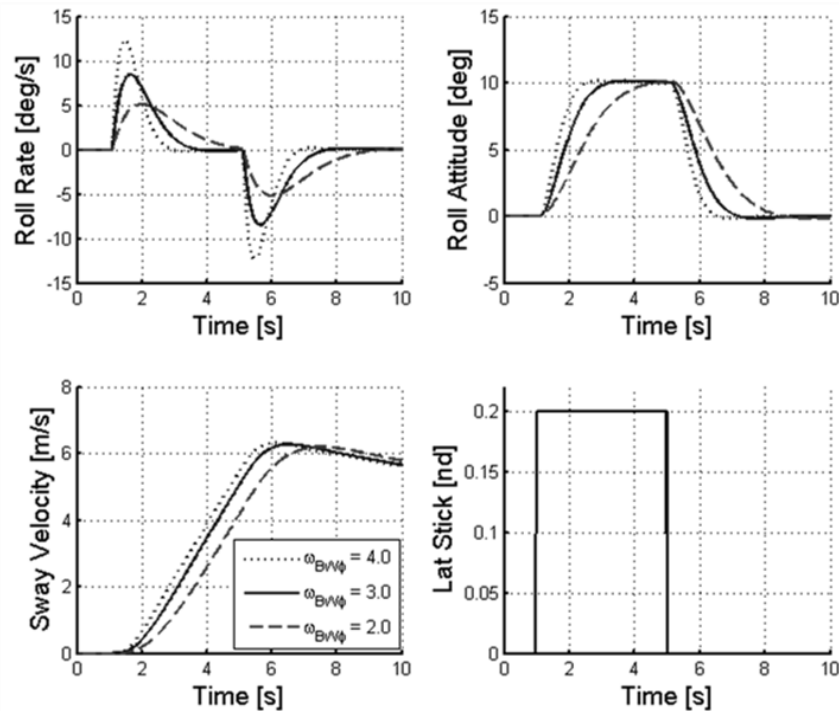 15
10
5
0
-5
-10
-15
0 2 4 6 8 10
Roll Rate [deg/s]
Time [s]
15
10
5
0
-5
0 2 4 6 8 10
Roll Attitude [deg]
Time [s]
8
6
4
2
0
0 2 4 6 8 10
Sway Velocity [m/s]
Time [s]
ω_BWϕ = 4.0
ω_BWϕ = 3.0
ω_BWϕ = 2.0
0.2
0.15
0.1
0.05
0
0 2 4 6 8 10
Lat Stick [nd]
Time [s]